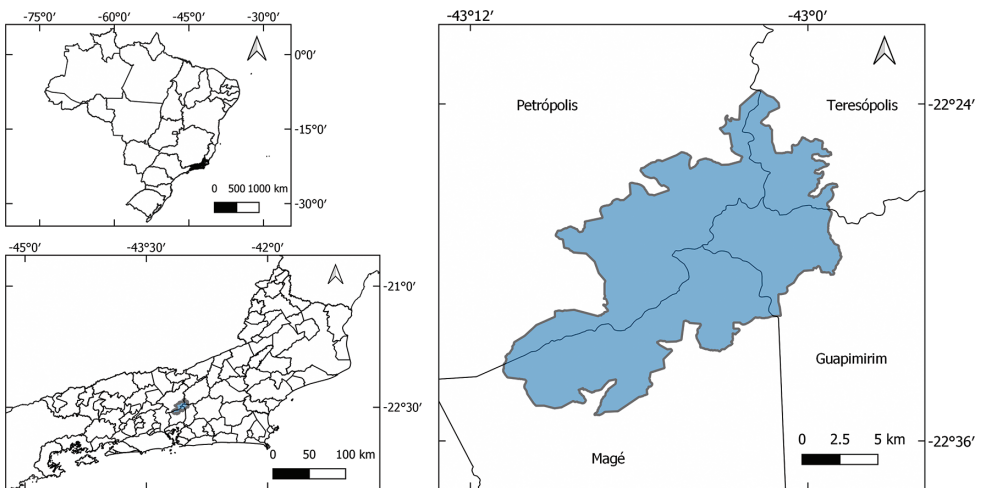 -75°0′ -60°0′ -45°0′ -30°0′
0°0′
-15°0′
-30°0′
0 500 1000 km
-45°0′ -43°30′ -42°0′
-21°0′
-22°30′
0 50 100 km
-43°12′ -43°0′
Petrópolis Teresópolis
-22°24′
Guapimirim
0 2.5 5 km
-22°36′
Magé